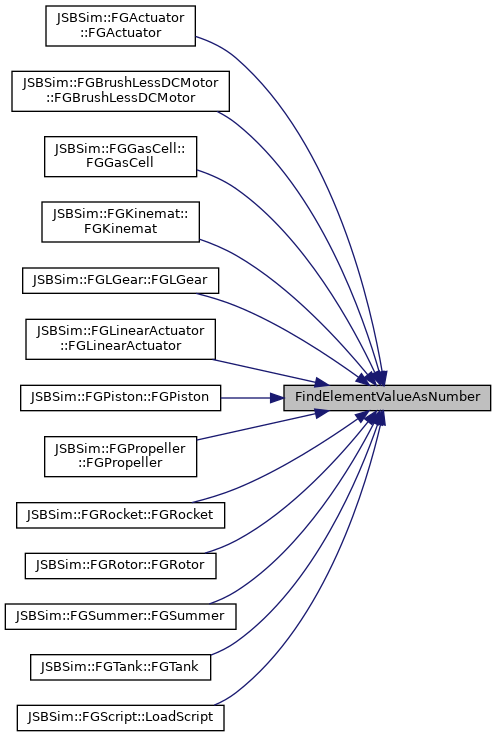 JSBSim::FGActuator
::FGActuator
JSBSim::FGBrushLessDCMotor
::FGBrushLessDCMotor
JSBSim::FGGasCell::
FGGasCell
JSBSim::FGKinemat::
FGKinemat
JSBSim::FGLGear::FGLGear
JSBSim::FGLinearActuator
::FGLinearActuator
JSBSim::FGPiston::FGPiston
FindElementValueAsNumber
JSBSim::FGPropeller
::FGPropeller
JSBSim::FGRocket::FGRocket
JSBSim::FGRotor::FGRotor
JSBSim::FGSummer::FGSummer
JSBSim::FGTank::FGTank
JSBSim::FGScript::LoadScript